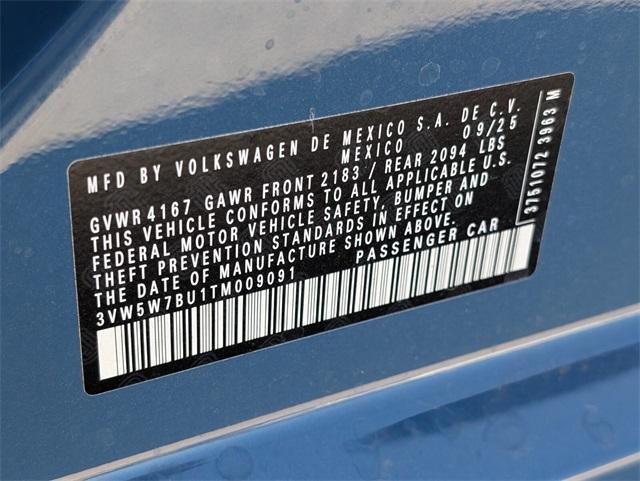 MFD BY VOLKSWAGEN DE MEXICO S.A. DE C.V.
MEXICO 09/25
GVWR 4167 GAWR FRONT 2183 / REAR 2094 LBS
THIS VEHICLE CONFORMS TO ALL APPLICABLE U.S.
FEDERAL MOTOR VEHICLE SAFETY, BUMPER AND
THEFT PREVENTION STANDARDS IN EFFECT ON
THE DATE OF MANUFACTURE SHOWN ABOVE.
3VW5W7BU1TM009091 PASSENGER CAR
3751072 3963 M